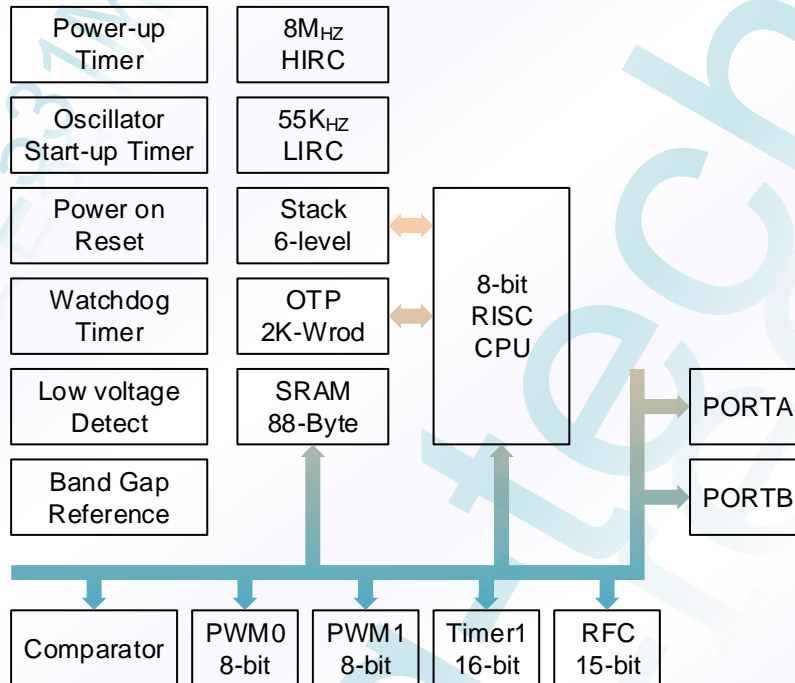 Power-up
Timer
8MHZ
HIRC
Oscillator
Start-up Timer
55KHZ
LIRC
Power on
Reset
Stack
6-level
8-bit
RISC
CPU
Watchdog
Timer
OTP
2K-Wrod
Low voltage
Detect
SRAM
88-Byte
PORTA
Band Gap
Reference
PORTB
Comparator
PWM0
8-bit
PWM1
8-bit
Timer1
16-bit
RFC
15-bit